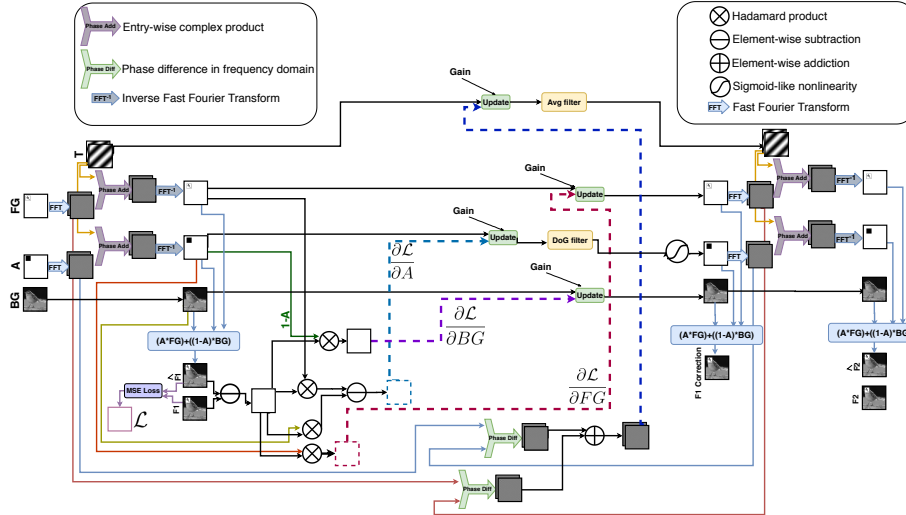 Phase Add
Entry-wise complex product
Phase Diff
Phase difference in frequency domain
FFT⁻¹
Inverse Fast Fourier Transform
Hadamard product
Element-wise subtraction
Element-wise addiction
Sigmoid-like nonlinearity
FFT
Fast Fourier Transform
Gain
Update
Avg filter
T
Phase Add
FFT⁻¹
Phase Add
FFT⁻¹
FG
FFT
Gain
Update
FFT
Phase Add
FFT⁻¹
Gain
Update
DoG filter
Phase Add
FFT⁻¹
A
FFT
∂L
∂A
FFT
BG
Gain
Update
1-A
∂L
∂BG
(A*FG)+((1-A)*BG)
(A*FG)+((1-A)*BG)
(A*FG)+((1-A)*BG)
^F1
MSE Loss
F1
L
∂L
∂FG
F1 Correction
^F2
F2
Phase Diff
Phase Diff